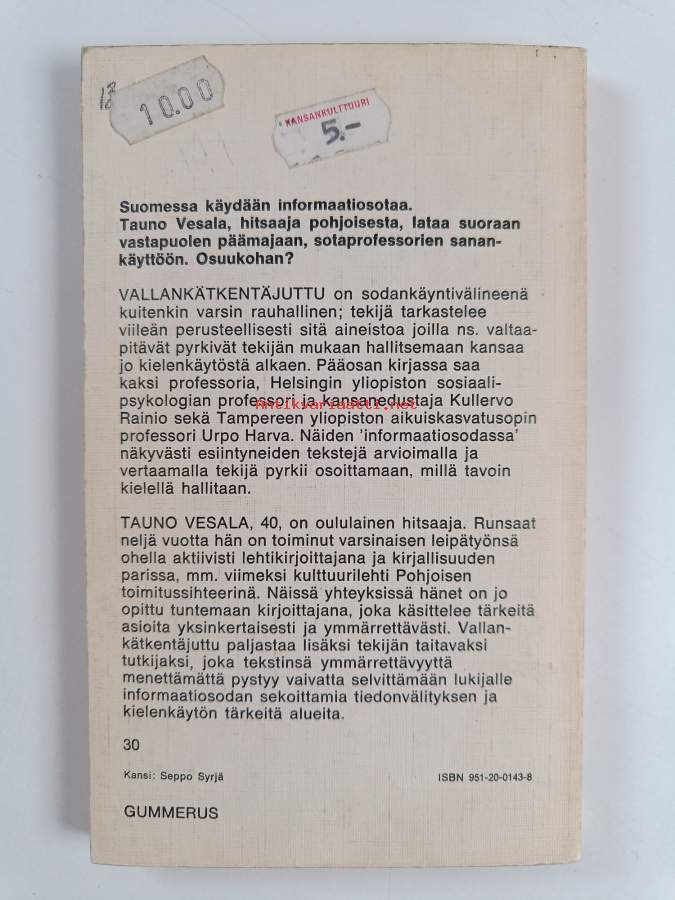 13
10.00
KANSANKULTTUURI
5.-
Suomessa käydään informaatiosotaa.
Tauno Vesala, hitsaaja pohjoisesta, lataa suoraan
vastapuolen päämajaan, sotaprofessorien sanan-
käyttöön. Osuukohan?
VALLANKÄTKENTÄJUTTU on sodankäyntivälineenä
kuitenkin varsin rauhallinen; tekijä tarkastelee
viileän perusteellisesti sitä aineistoa joilla ns. valtaa-
pitävät pyrkivät tekijän mukaan hallitsemaan kansaa
jo kielenkäytöstä alkaen. Pääosan kirjassa saa
kaksi professoria, Helsingin yliopiston sosiaali-
psykologian professori ja kansanedustaja Kullervo
Antikvariaatti.net
Rainio sekä Tampereen yliopiston aikuiskasvatusopin
professori Urpo Harva. Näiden 'informaatiosodassa'
näkyvästi esiintyneiden tekstejä arvioimalla ja
vertaamalla tekijä pyrkii osoittamaan, millä tavoin
kielellä hallitaan.
TAUNO VESALA, 40, on oululainen hitsaaja. Runsaat
neljä vuotta hän on toiminut varsinaisen leipätyönsä
ohella aktiivisti lehtikirjoittajana ja kirjallisuuden
parissa, mm. viimeksi kulttuurilehti Pohjoisen
toimitussihteerinä. Näissä yhteyksissä hänet on jo
opittu tuntemaan kirjoittajana, joka käsittelee tärkeitä
asioita yksinkertaisesti ja ymmärrettävästi. Vallan-
kätkentäjuttu paljastaa lisäksi tekijän taitavaksi
tutkijaksi, joka tekstinsä ymmärrettävyyttä
menettämättä pystyy vaivatta selvittämään lukijalle
informaatiosodan sekoittamia tiedonvälityksen ja
kielenkäytön tärkeitä alueita.
30
Kansi: Seppo Syrjä
ISBN 951-20-0143-8
GUMMERUS